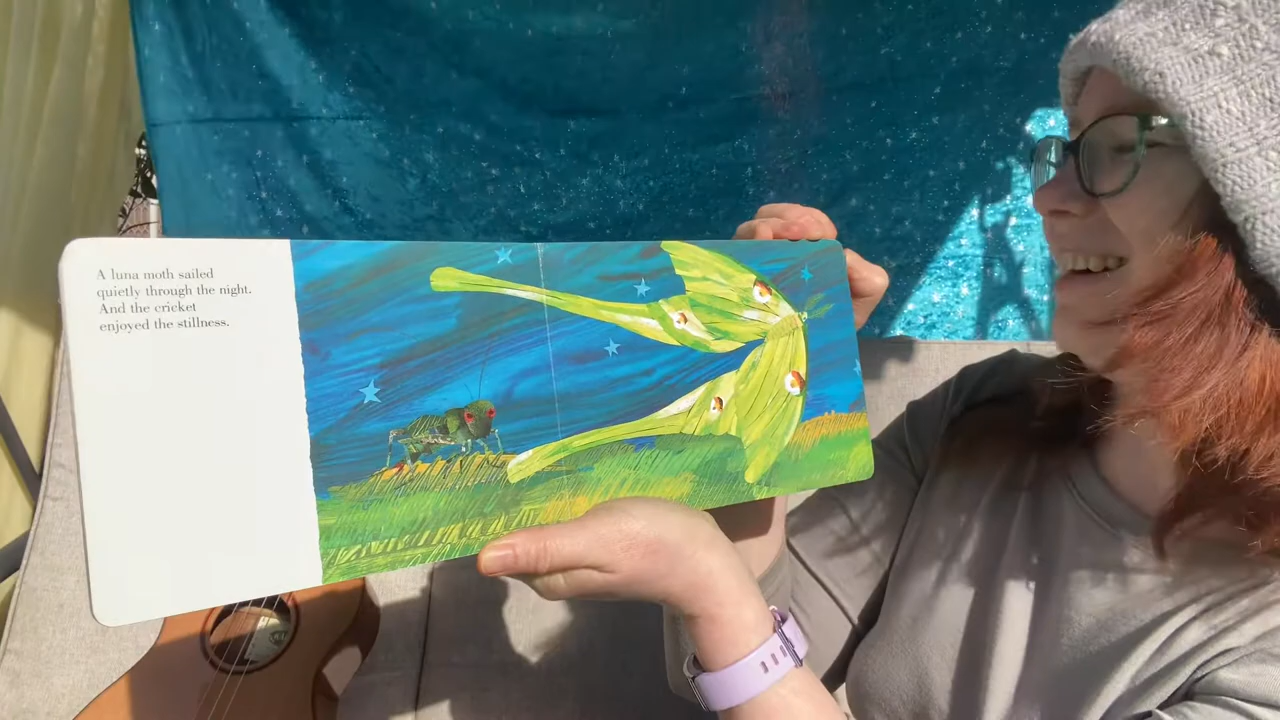 A luna moth sailed
quietly through the night.
And the cricket
enjoyed the stillness.